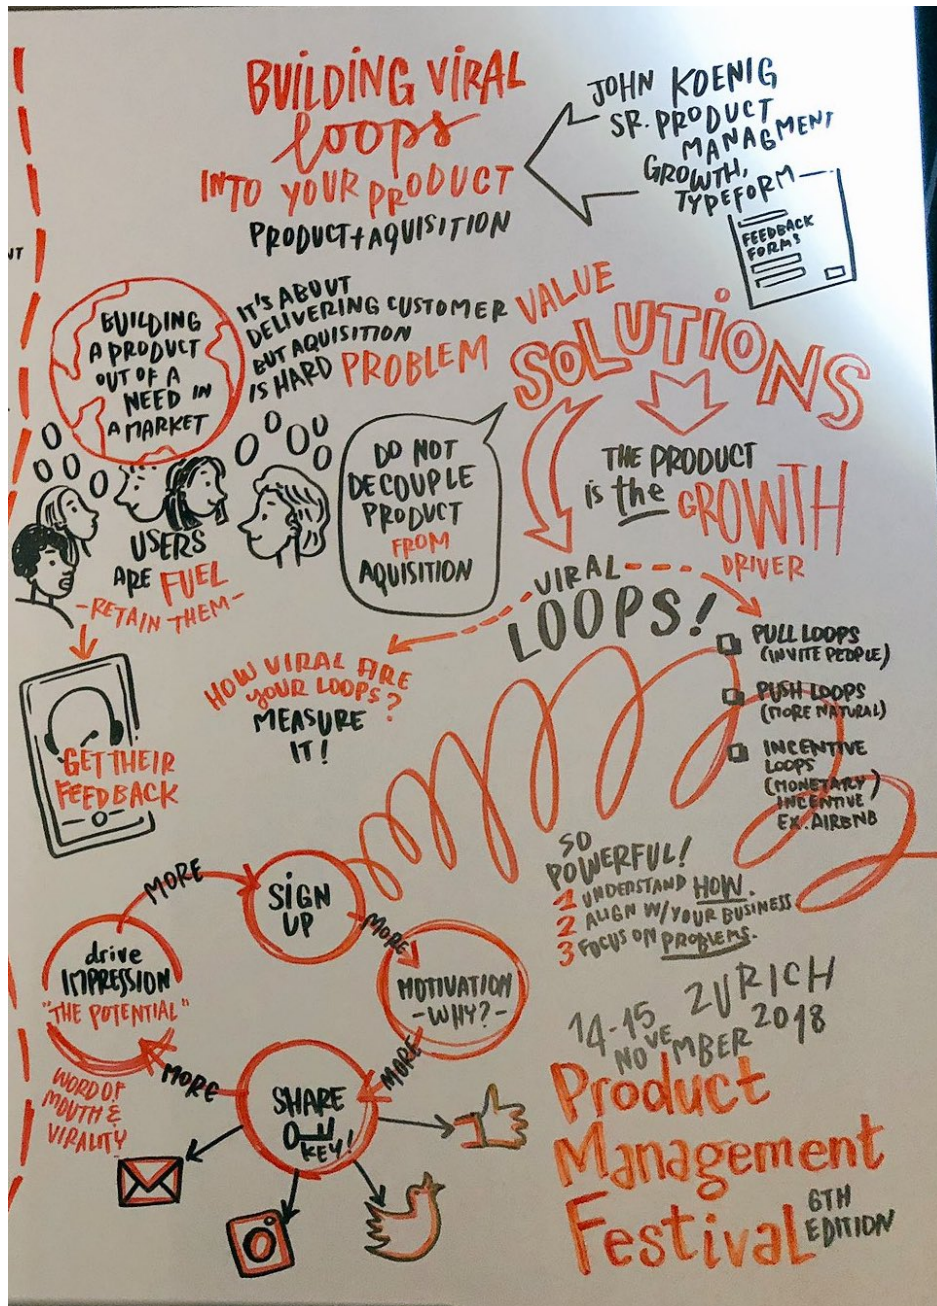 BUILDING VIRAL
loops
INTO YOUR PRODUCT
PRODUCT + AQUISITION
JOHN KOENIG
SR. PRODUCT
MANAGMENT
GROWTH,
TYPEFORM
FEEDBACK
FORMS
BUILDING
A PRODUCT
OUT OF A
NEED IN
A MARKET
IT'S ABOUT
DELIVERING CUSTOMER VALUE
BUT AQUISITION
IS HARD PROBLEM
SOLUTIONS
DO NOT
DECOUPLE
PRODUCT
FROM
AQUISITION
THE PRODUCT
is the GROWTH
DRIVER
USERS
ARE FUEL
- RETAIN THEM -
GET THEIR
FEEDBACK
VIRAL
LOOPS!
HOW VIRAL ARE
YOUR LOOPS?
MEASURE
IT!
PULL LOOPS
(INVITE PEOPLE)
PUSH LOOPS
(MORE NATURAL)
INCENTIVE
LOOPS
(MONETARY)
INCENTIVE
EX. AIRBNB
SO
POWERFUL!
1 UNDERSTAND HOW.
2 ALIGN W/YOUR BUSINESS
3 FOCUS ON PROBLEMS.
MORE
SIGN
UP
MORE
MOTIVATION
- WHY? -
MORE
SHARE
KEY!
MORE
drive
IMPRESSION
"THE POTENTIAL"
WORD OF
MOUTH &
VIRALITY
14-15 ZURICH
NOVEMBER 2018
Product
Management
Festival
6TH
EDITION